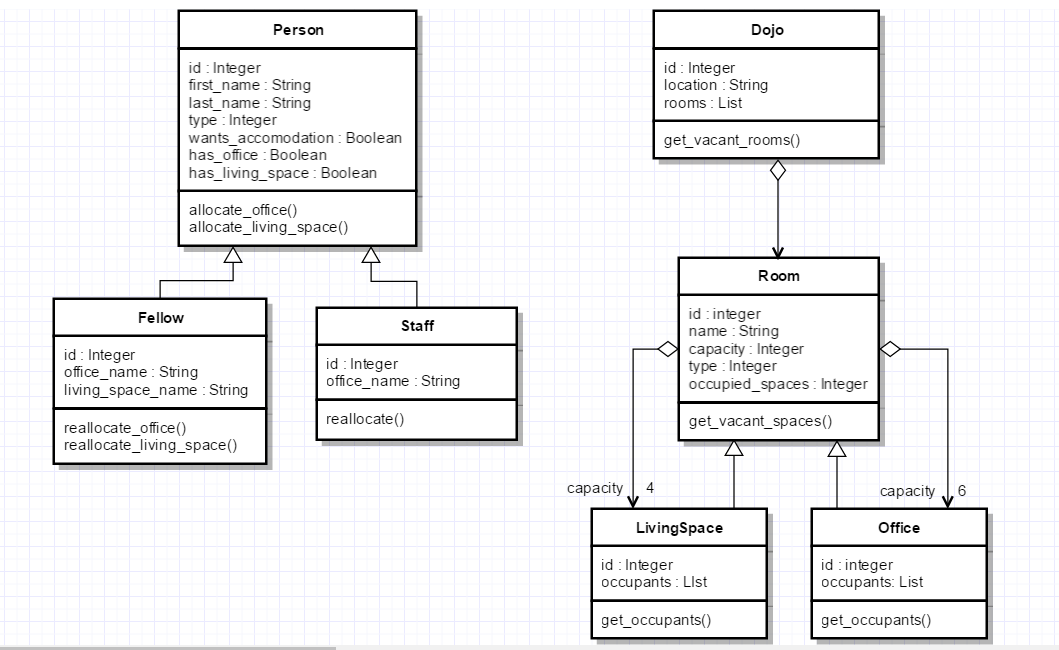 Person
id : Integer
first_name : String
last_name : String
type : Integer
wants_accomodation : Boolean
has_office : Boolean
has_living_space : Boolean
allocate_office()
allocate_living_space()
Dojo
id : Integer
location : String
rooms : List
get_vacant_rooms()
Fellow
id : Integer
office_name : String
living_space_name : String
reallocate_office()
reallocate_living_space()
Staff
id : Integer
office_name : String
reallocate()
Room
id : integer
name : String
capacity : Integer
type : Integer
occupied_spaces : Integer
get_vacant_spaces()
capacity 4
capacity 6
LivingSpace
id : Integer
occupants : LIst
get_occupants()
Office
id : integer
occupants: List
get_occupants()